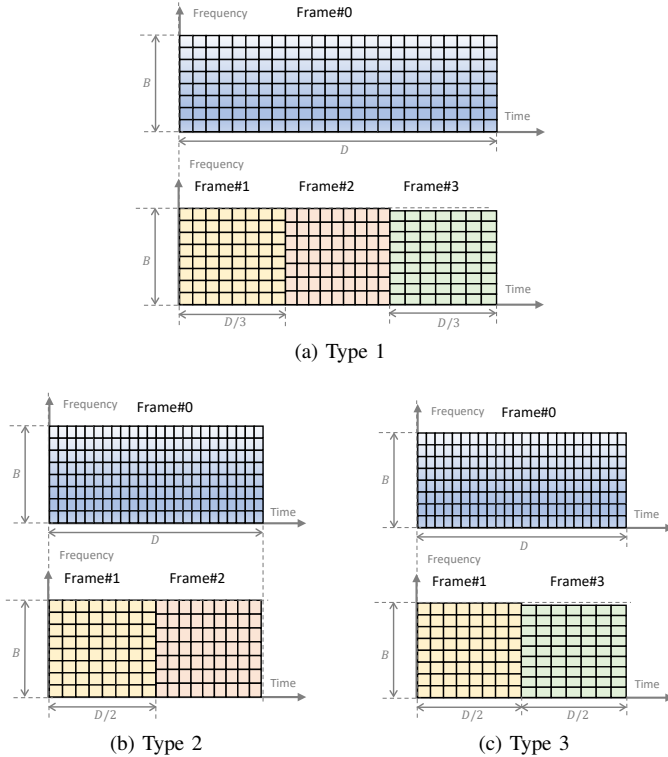 Frequency
Frame#0
B
Time
D
Frequency
Frame#1 Frame#2 Frame#3
B
Time
D/3 D/3
(a) Type 1
Frequency
Frame#0
B
Time
D
Frame#1 Frame#2
B
Time
D/2
(b) Type 2
Frequency
Frame#0
B
Time
D
Frequency
Frame#1 Frame#3
B
Time
D/2 D/2
(c) Type 3